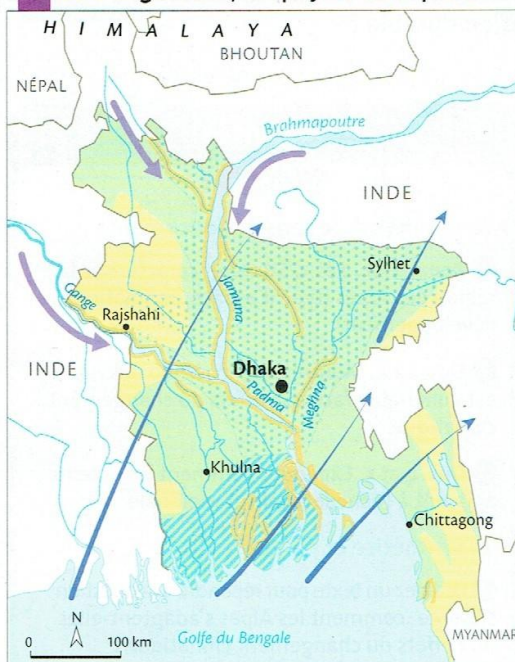 HIMALAYA
BHOUTAN
NÉPAL
Brahmapoutre
INDE
Sylhet
Gange
Jamuna
Rajshahi
INDE
Dhaka
Padma
Meghna
Khulna
Chittagong
N
0 100 km
Golfe du Bengale
MYANMAR